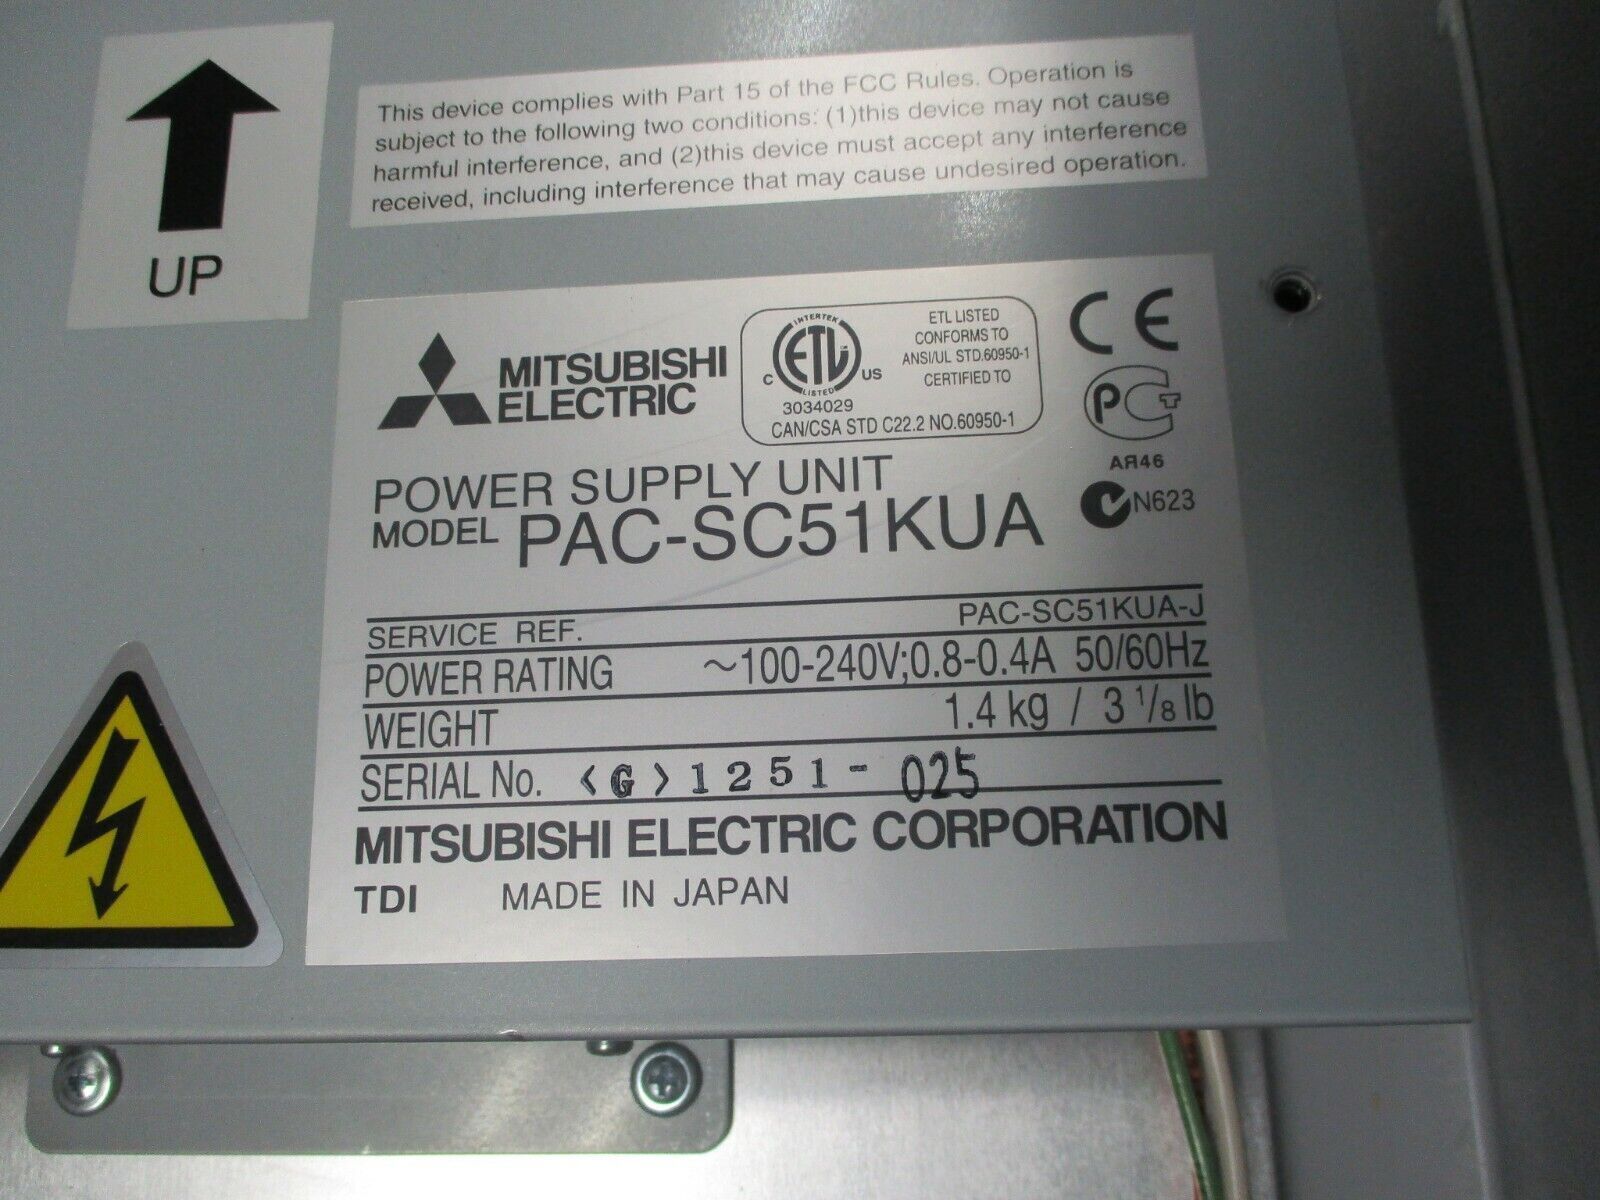 UP
This device complies with Part 15 of the FCC Rules. Operation is
subject to the following two conditions: (1)this device may not cause
harmful interference, and (2)this device must accept any interference
received, including interference that may cause undesired operation.
MITSUBISHI
ELECTRIC
INTERTEK
ETL
LISTED
C US
3034029
ETL LISTED
CONFORMS TO
ANSI/UL STD.60950-1
CERTIFIED TO
CAN/CSA STD C22.2 NO.60950-1
CE
РСТ
АЯ46
N623
POWER SUPPLY UNIT
MODEL PAC-SC51KUA
SERVICE REF. PAC-SC51KUA-J
POWER RATING ~100-240V;0.8-0.4A 50/60Hz
WEIGHT 1.4 kg / 3 1/8 lb
SERIAL No. <G>1251-025
MITSUBISHI ELECTRIC CORPORATION
TDI MADE IN JAPAN